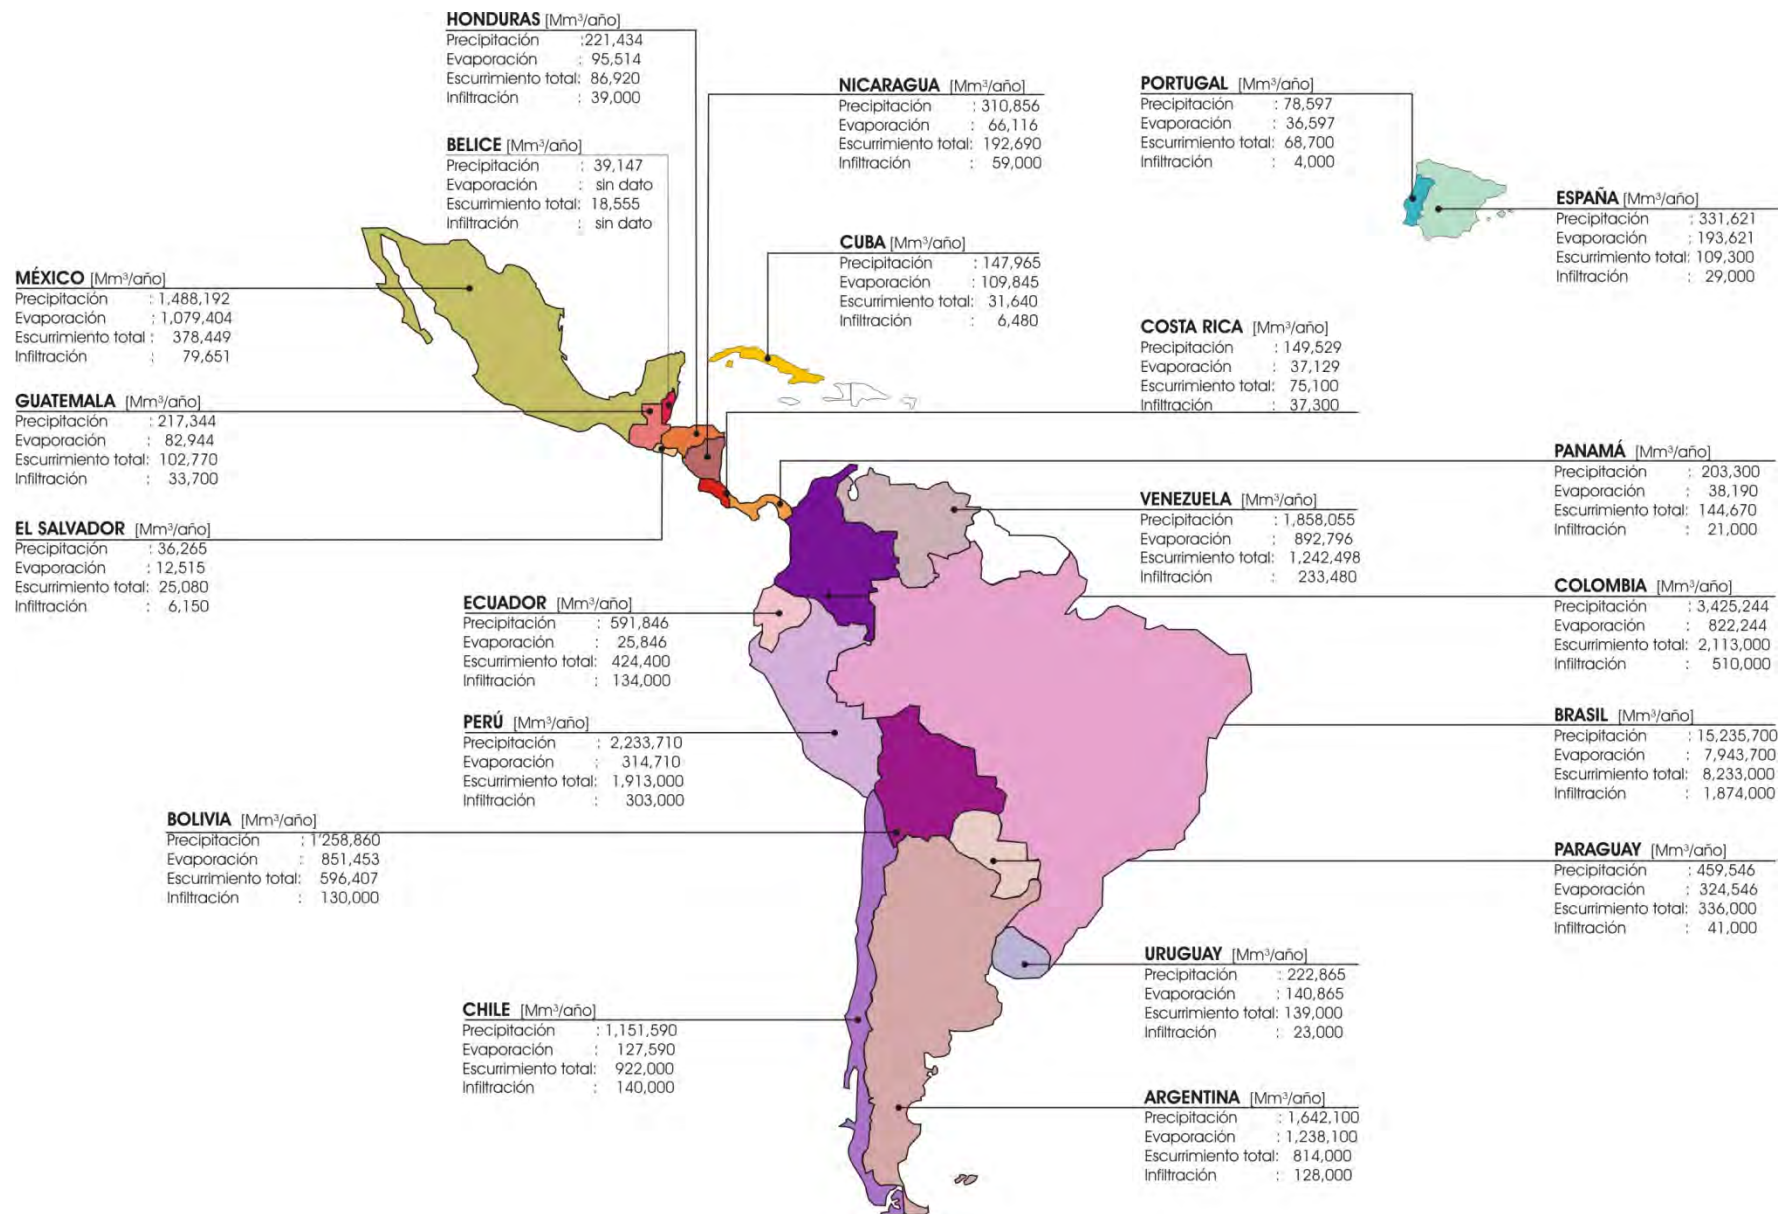 HONDURAS [Mm³/año]
Precipitación :221,434
Evaporación : 95,514
Escurrimiento total: 86,920
Infiltración : 39,000
BELICE [Mm³/año]
Precipitación : 39,147
Evaporación : sin dato
Escurrimiento total: 18,555
Infiltración : sin dato
NICARAGUA [Mm³/año]
Precipitación : 310,856
Evaporación : 66,116
Escurrimiento total: 192,690
Infiltración : 59,000
PORTUGAL [Mm³/año]
Precipitación : 78,597
Evaporación : 36,597
Escurrimiento total: 68,700
Infiltración : 4,000
ESPAÑA [Mm³/año]
Precipitación : 331,621
Evaporación : 193,621
Escurrimiento total: 109,300
Infiltración : 29,000
CUBA [Mm³/año]
Precipitación : 147,965
Evaporación : 109,845
Escurrimiento total: 31,640
Infiltración : 6,480
MÉXICO [Mm³/año]
Precipitación : 1,488,192
Evaporación : 1,079,404
Escurrimiento total : 378,449
Infiltración : 79,651
COSTA RICA [Mm³/año]
Precipitación : 149,529
Evaporación : 37,129
Escurrimiento total: 75,100
Infiltración : 37,300
GUATEMALA [Mm³/año]
Precipitación : 217,344
Evaporación : 82,944
Escurrimiento total: 102,770
Infiltración : 33,700
PANAMÁ [Mm³/año]
Precipitación : 203,300
Evaporación : 38,190
Escurrimiento total: 144,670
Infiltración : 21,000
VENEZUELA [Mm³/año]
Precipitación : 1,858,055
Evaporación : 892,796
Escurrimiento total: 1,242,498
Infiltración : 233,480
EL SALVADOR [Mm³/año]
Precipitación : 36,265
Evaporación : 12,515
Escurrimiento total: 25,080
Infiltración : 6,150
COLOMBIA [Mm³/año]
Precipitación : 3,425,244
Evaporación : 822,244
Escurrimiento total: 2,113,000
Infiltración : 510,000
ECUADOR [Mm³/año]
Precipitación : 591,846
Evaporación : 25,846
Escurrimiento total: 424,400
Infiltración : 134,000
PERÚ [Mm³/año]
Precipitación : 2,233,710
Evaporación : 314,710
Escurrimiento total: 1,913,000
Infiltración : 303,000
BRASIL [Mm³/año]
Precipitación : 15,235,700
Evaporación : 7,943,700
Escurrimiento total: 8,233,000
Infiltración : 1,874,000
BOLIVIA [Mm³/año]
Precipitación : 1'258,860
Evaporación : 851,453
Escurrimiento total: 596,407
Infiltración : 130,000
PARAGUAY [Mm³/año]
Precipitación : 459,546
Evaporación : 324,546
Escurrimiento total: 336,000
Infiltración : 41,000
URUGUAY [Mm³/año]
Precipitación : 222,865
Evaporación : 140,865
Escurrimiento total: 139,000
Infiltración : 23,000
CHILE [Mm³/año]
Precipitación : 1,151,590
Evaporación : 127,590
Escurrimiento total: 922,000
Infiltración : 140,000
ARGENTINA [Mm³/año]
Precipitación : 1,642,100
Evaporación : 1,238,100
Escurrimiento total: 814,000
Infiltración : 128,000